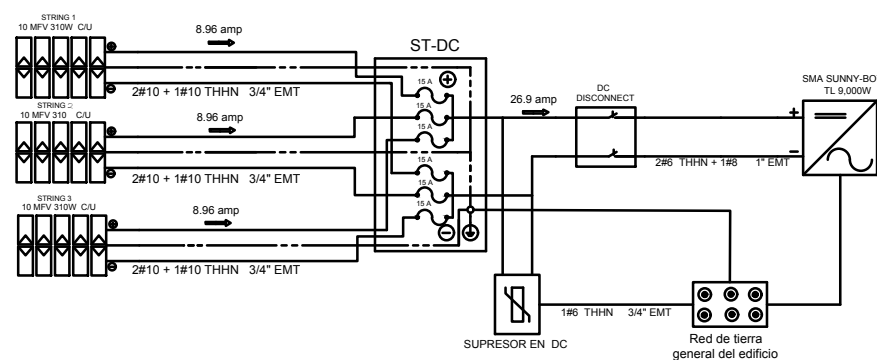 STRING 1
10 MFV 310W C/U
8.96 amp
2#10 + 1#10 THHN 3/4" EMT
STRING 2
10 MFV 310 C/U
8.96 amp
2#10 + 1#10 THHN 3/4" EMT
STRING 3
10 MFV 310W C/U
8.96 amp
2#10 + 1#10 THHN 3/4" EMT
ST-DC
+
15 A
15 A
15 A
15 A
15 A
15 A
−
26.9 amp
DC
DISCONNECT
2#6 THHN + 1#8 1" EMT
SMA SUNNY-BO
TL 9,000W
+
−
SUPRESOR EN DC
1#6 THHN 3/4" EMT
Red de tierra
general del edificio